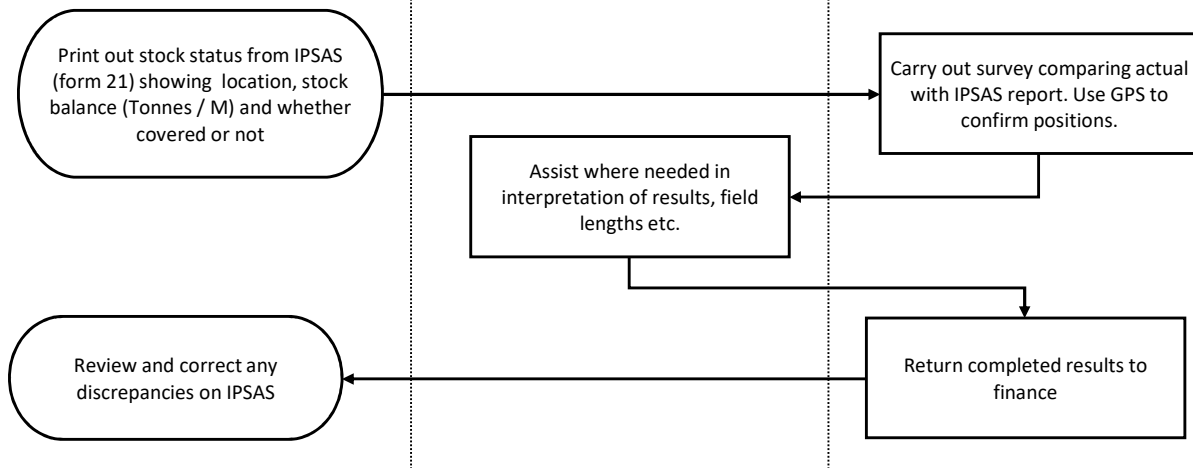 Print out stock status from IPSAS
(form 21) showing  location, stock
balance (Tonnes / M) and whether
covered or not
Carry out survey comparing actual
with IPSAS report. Use GPS to
confirm positions.
Assist where needed in
interpretation of results, field
lengths etc.
Review and correct any
discrepancies on IPSAS
Return completed results to
finance